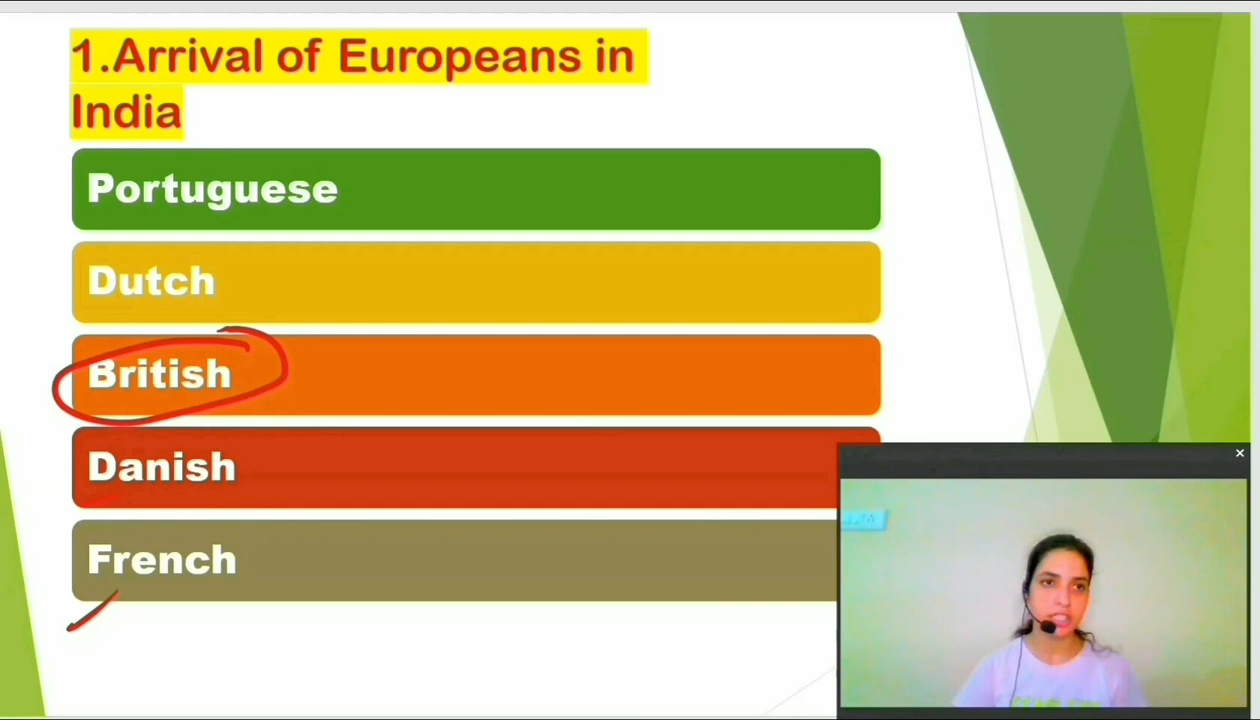 1.Arrival of Europeans in
India
Portuguese
Dutch
British
Danish
French